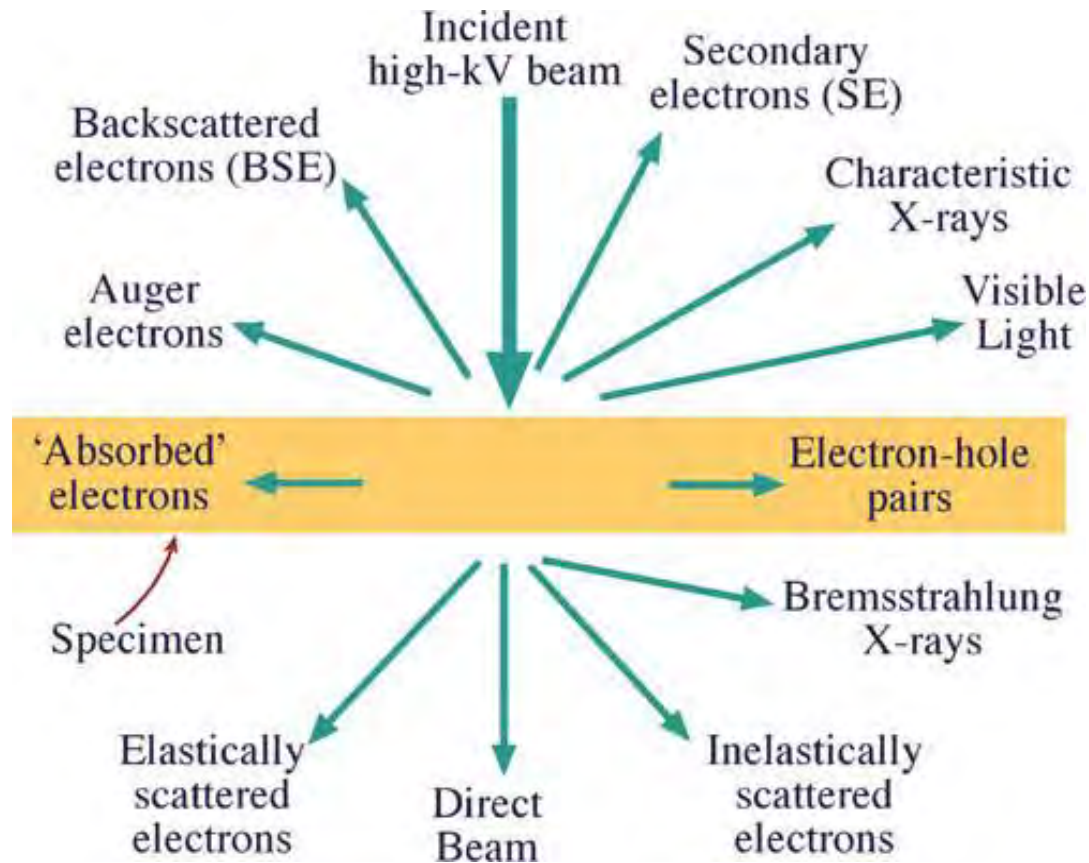 Incident
high-kV beam
Secondary
electrons (SE)
Backscattered
electrons (BSE)
Characteristic
X-rays
Auger
electrons
Visible
Light
‘Absorbed’
electrons
Electron-hole
pairs
Specimen
Bremsstrahlung
X-rays
Elastically
scattered
electrons
Direct
Beam
Inelastically
scattered
electrons